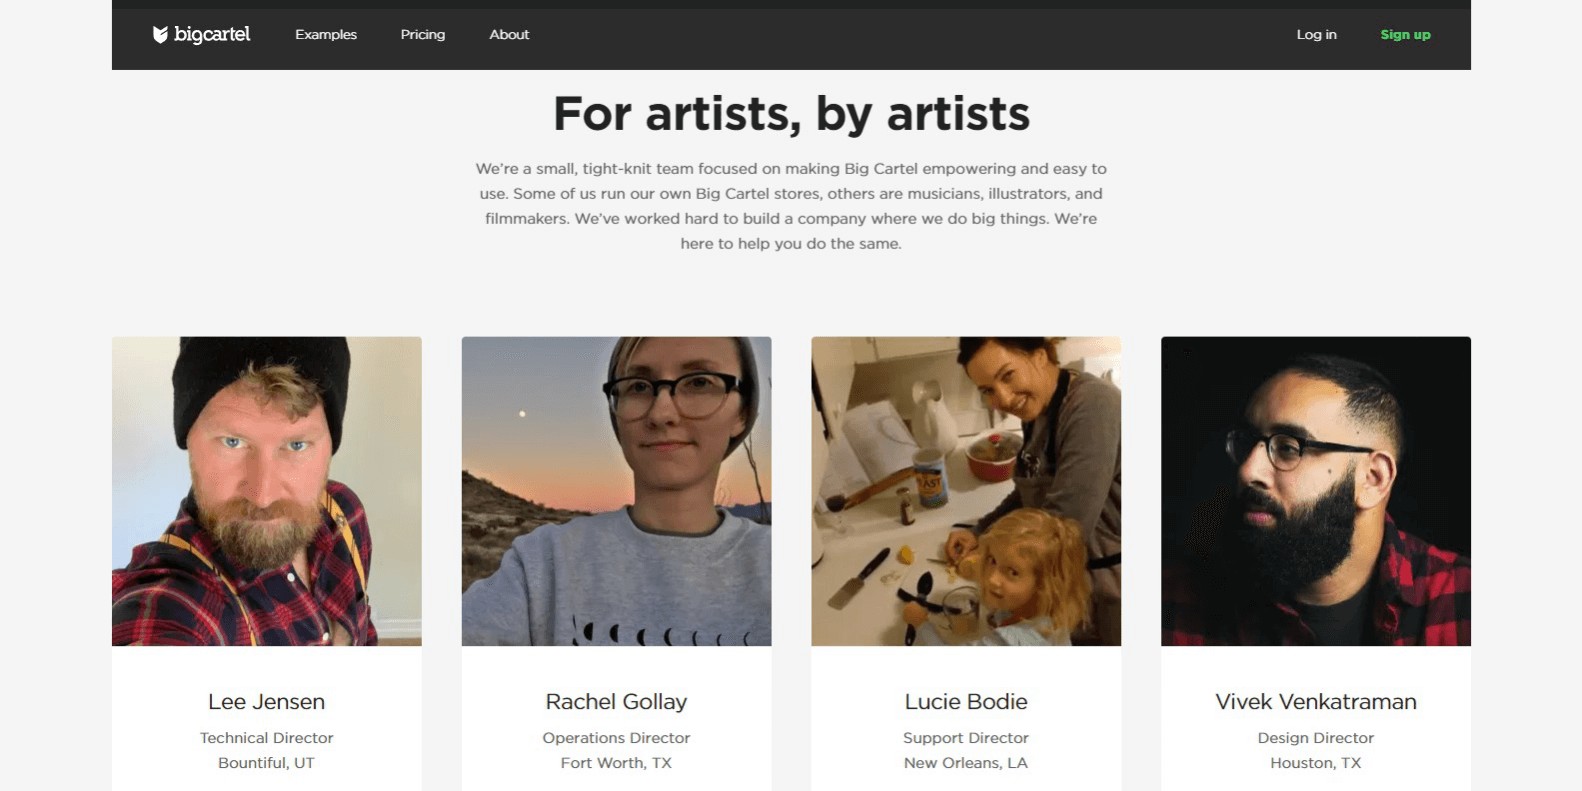 bigcartel
Examples
Pricing
About
Log in
Sign up
For artists, by artists
We’re a small, tight-knit team focused on making Big Cartel empowering and easy to
use. Some of us run our own Big Cartel stores, others are musicians, illustrators, and
filmmakers. We’ve worked hard to build a company where we do big things. We’re
here to help you do the same.
AST
Lee Jensen
Technical Director
Bountiful, UT
Rachel Gollay
Operations Director
Fort Worth, TX
Lucie Bodie
Support Director
New Orleans, LA
Vivek Venkatraman
Design Director
Houston, TX